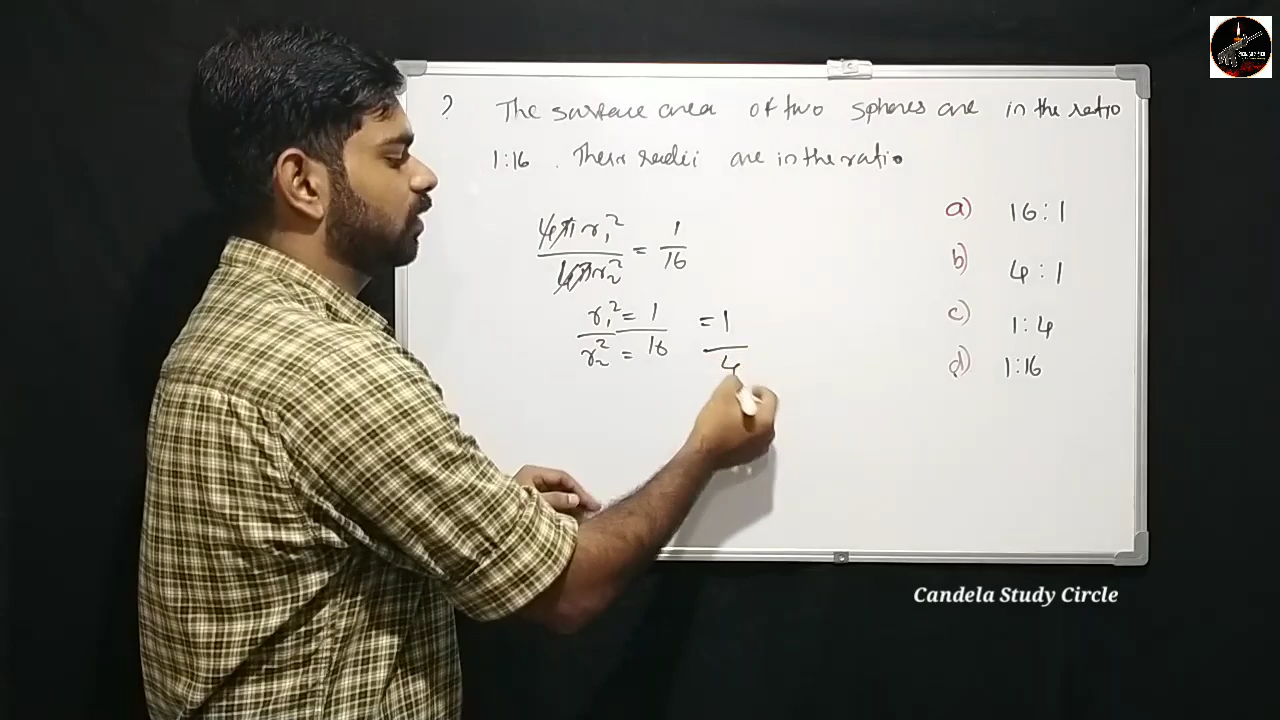 ? The surface area of two spheres are in the ratio
1:16 . Their radii are in the ratio
4πr₁² / 4πr₂² = 1/16
r₁² / r₂² = 1 / = 16 = 1/4
a) 16:1
b) 4:1
c) 1:4
d) 1:16
Candela Study Circle